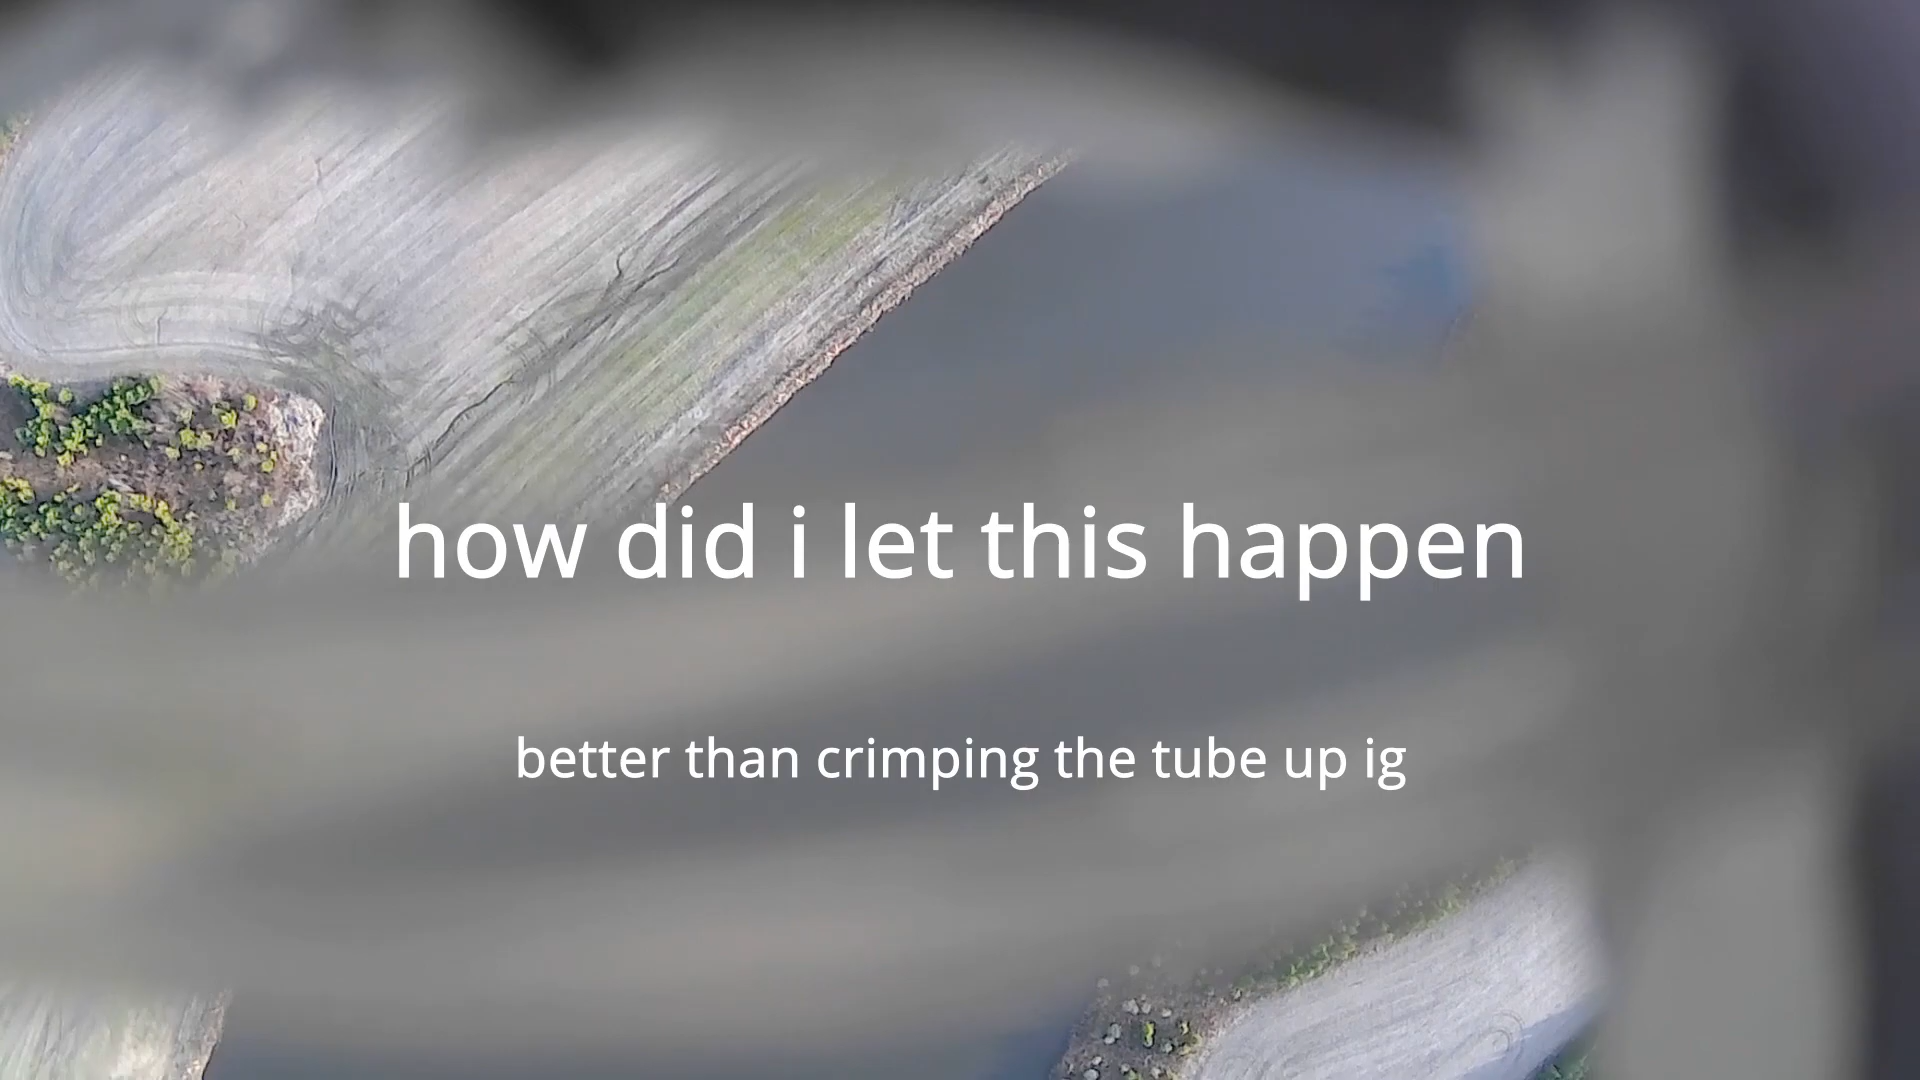 how did i let this happen
better than crimping the tube up ig